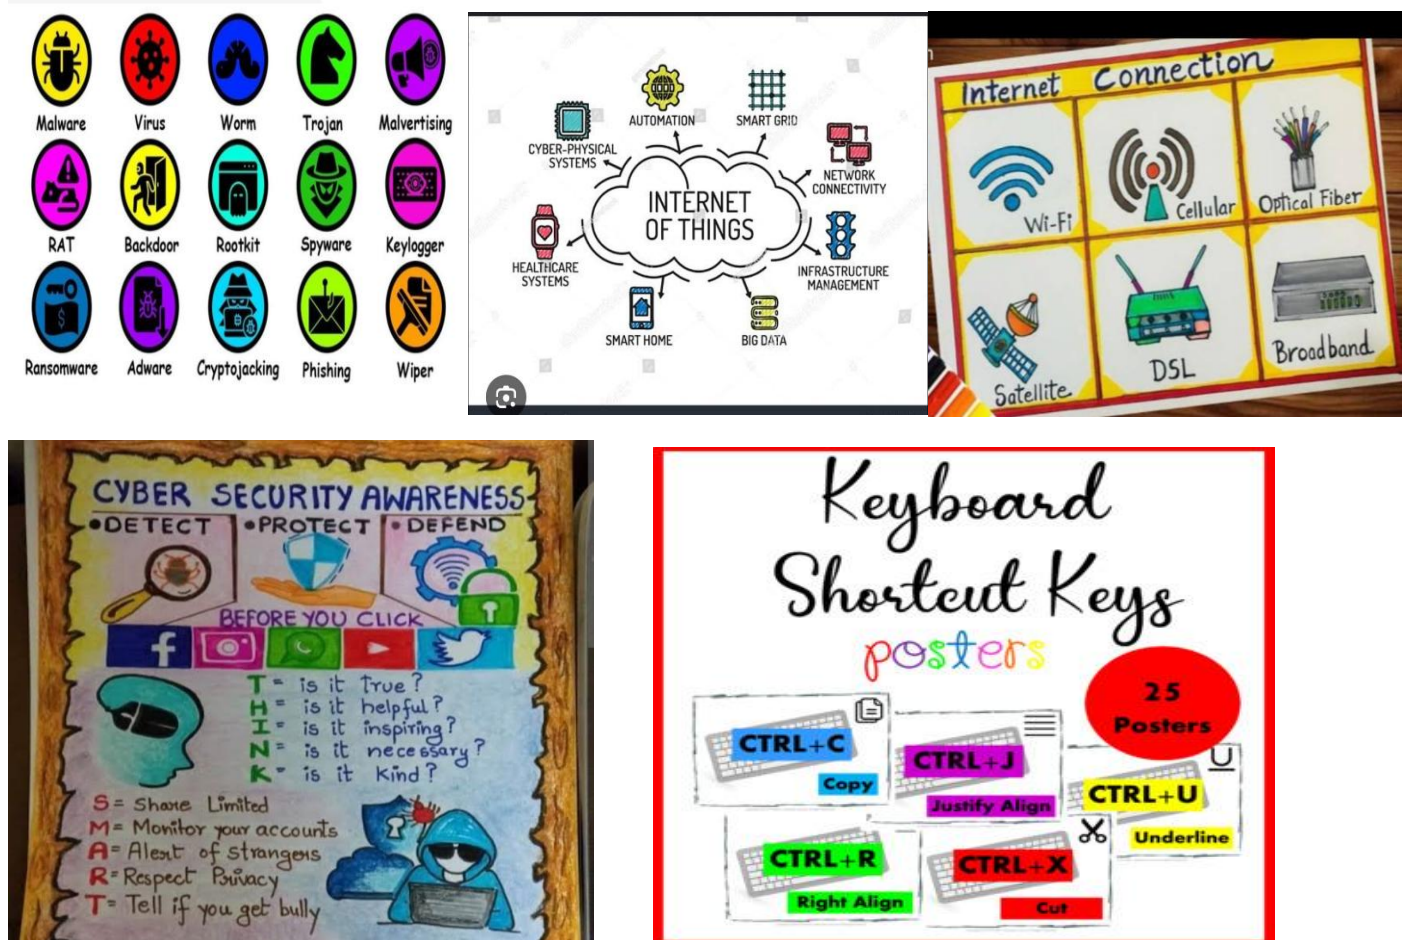 Malware Virus Worm Trojan Malvertising
RAT Backdoor Rootkit Spyware Keylogger
Ransomware Adware Cryptojacking Phishing Wiper
AUTOMATION
SMART GRID
CYBER-PHYSICAL
SYSTEMS
NETWORK
CONNECTIVITY
INTERNET
OF THINGS
HEALTHCARE
SYSTEMS
INFRASTRUCTURE
MANAGEMENT
SMART HOME
BIG DATA
Internet Connection
Wi-Fi
Cellular
Optical Fiber
Satellite
DSL
Broadband
CYBER SECURITY AWARENESS
•DETECT •PROTECT •DEFEND
BEFORE YOU CLICK
T = is it true?
H = is it helpful?
I = is it inspiring?
N = is it necessary?
K = is it kind?
S = Share Limited
M = Monitor your accounts
A = Alert of strangers
R = Respect Privacy
T = Tell if you get bully
Keyboard
Shortcut Keys
posters
25
Posters
CTRL+C
Copy
CTRL+J
Justify Align
CTRL+U
Underline
CTRL+R
Right Align
CTRL+X
Cut